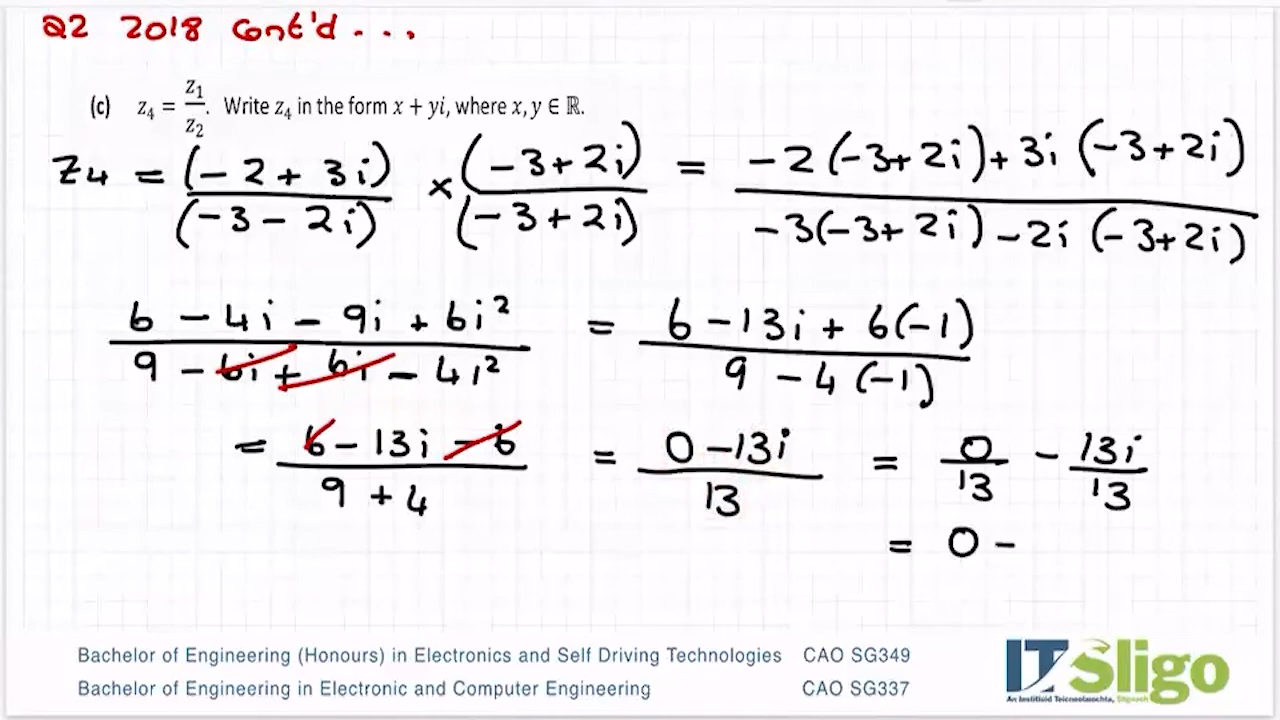 Q2 2018 Cont'd ...
(c) z₄ = z₁/z₂. Write z₄ in the form x + yi, where x, y ∈ ℝ.
Z4 = (-2 + 3i)/(-3 - 2i) × (-3 + 2i)/(-3 + 2i) = -2(-3+2i)+3i(-3+2i)/-3(-3+2i)-2i(-3+2i)
6 - 4i - 9i + 6i²/9 - 6i + 6i - 4i² = 6 - 13i + 6(-1)/9 - 4(-1)
= 6 - 13i - 6/9 + 4 = 0 - 13i/13 = 0/13 - 13i/13
= 0 -
Bachelor of Engineering (Honours) in Electronics and Self Driving Technologies CAO SG349
Bachelor of Engineering in Electronic and Computer Engineering CAO SG337
IT Sligo
An Institiúid Teicneolaíochta, Sligeach